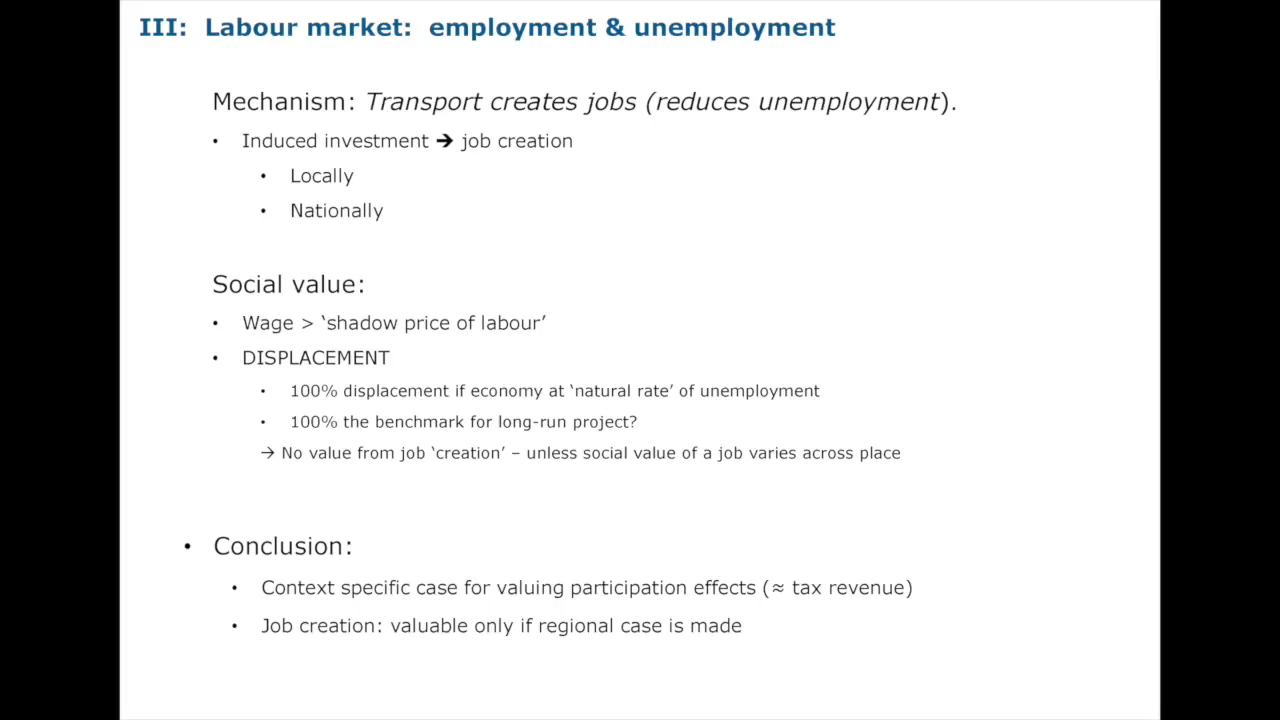 III: Labour market: employment & unemployment
Mechanism: Transport creates jobs (reduces unemployment).
• Induced investment ➔ job creation
• Locally
• Nationally
Social value:
• Wage > ‘shadow price of labour’
• DISPLACEMENT
• 100% displacement if economy at ‘natural rate’ of unemployment
• 100% the benchmark for long-run project?
→ No value from job ‘creation’ – unless social value of a job varies across place
• Conclusion:
• Context specific case for valuing participation effects (≈ tax revenue)
• Job creation: valuable only if regional case is made